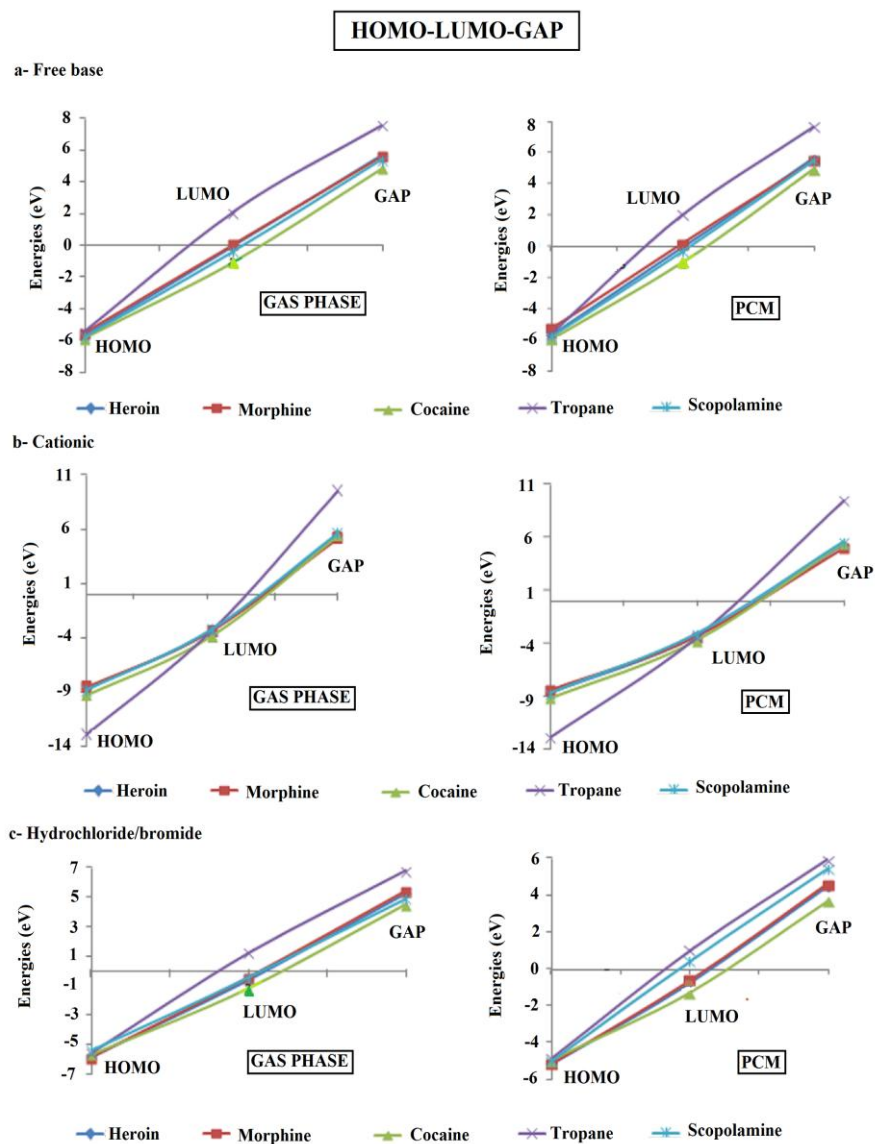 HOMO-LUMO-GAP
a- Free base
8
6
4
2
0
-2
-4
-6
-8
Energies (eV)
LUMO
GAP
HOMO
GAS PHASE
8
6
4
2
0
-2
-4
-6
-8
Energies (eV)
LUMO
GAP
HOMO
PCM
Heroin Morphine Cocaine Tropane Scopolamine
b- Cationic
11
6
1
-4
-9
-14
Energies (eV)
GAP
LUMO
HOMO
GAS PHASE
11
6
1
-4
-9
-14
Energies (eV)
GAP
LUMO
HOMO
PCM
Heroin Morphine Cocaine Tropane Scopolamine
c- Hydrochloride/bromide
7
5
3
1
-1
-3
-5
-7
Energies (eV)
GAP
LUMO
HOMO
GAS PHASE
6
4
2
0
-2
-4
-6
Energies (eV)
GAP
LUMO
HOMO
PCM
Heroin Morphine Cocaine Tropane Scopolamine